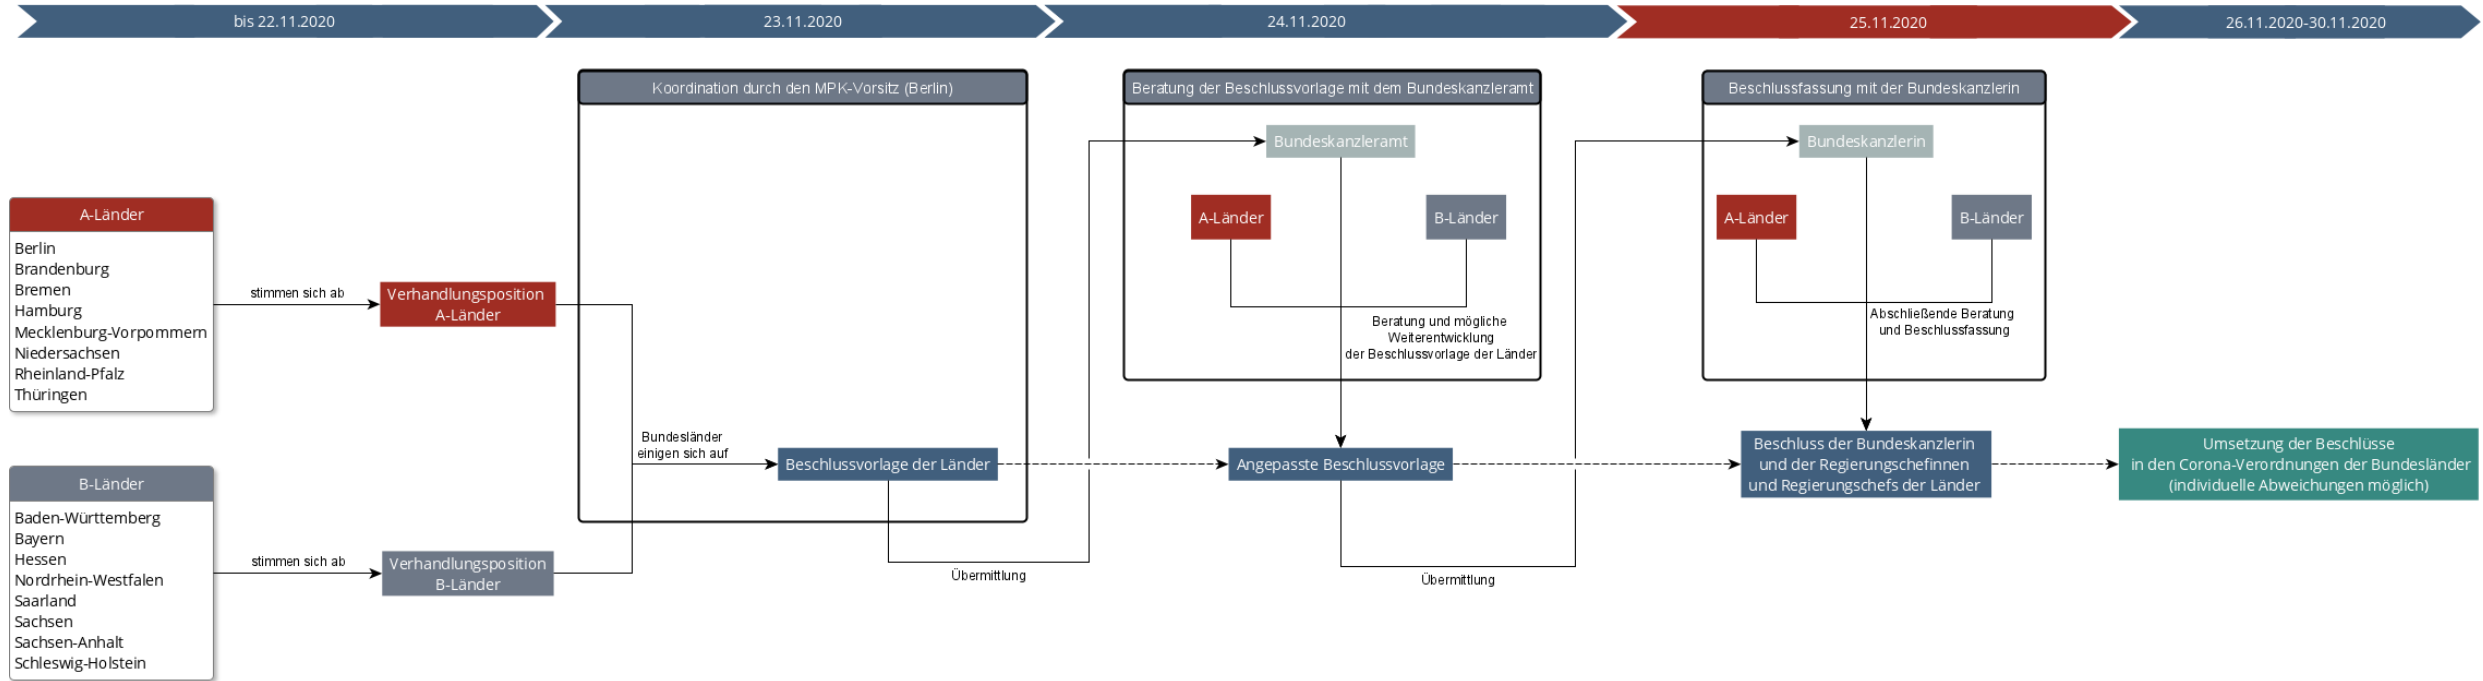 bis 22.11.2020
23.11.2020
24.11.2020
25.11.2020
26.11.2020-30.11.2020
A-Länder
Berlin
Brandenburg
Bremen
Hamburg
Mecklenburg-Vorpommern
Niedersachsen
Rheinland-Pfalz
Thüringen
stimmen sich ab
Verhandlungsposition
A-Länder
B-Länder
Baden-Württemberg
Bayern
Hessen
Nordrhein-Westfalen
Saarland
Sachsen
Sachsen-Anhalt
Schleswig-Holstein
stimmen sich ab
Verhandlungsposition
B-Länder
Koordination durch den MPK-Vorsitz (Berlin)
Bundesländer
einigen sich auf
Beschlussvorlage der Länder
Übermittlung
Beratung der Beschlussvorlage mit dem Bundeskanzleramt
Bundeskanzleramt
A-Länder
B-Länder
Beratung und mögliche
Weiterentwicklung
der Beschlussvorlage der Länder
Angepasste Beschlussvorlage
Übermittlung
Beschlussfassung mit der Bundeskanzlerin
Bundeskanzlerin
A-Länder
B-Länder
Abschließende Beratung
und Beschlussfassung
Beschluss der Bundeskanzlerin
und der Regierungschefinnen
und Regierungschefs der Länder
Umsetzung der Beschlüsse
in den Corona-Verordnungen der Bundesländer
(individuelle Abweichungen möglich)